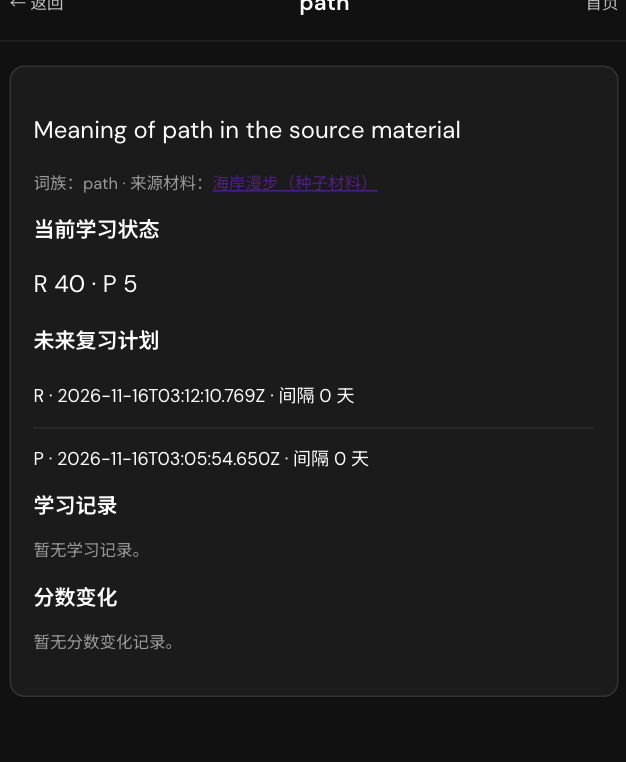 ← 返回
path
首页
Meaning of path in the source material
词族：path · 来源材料：海岸漫步（种子材料）
当前学习状态
R 40 · P 5
未来复习计划
R · 2026-11-16T03:12:10.769Z · 间隔 0 天
P · 2026-11-16T03:05:54.650Z · 间隔 0 天
学习记录
暂无学习记录。
分数变化
暂无分数变化记录。